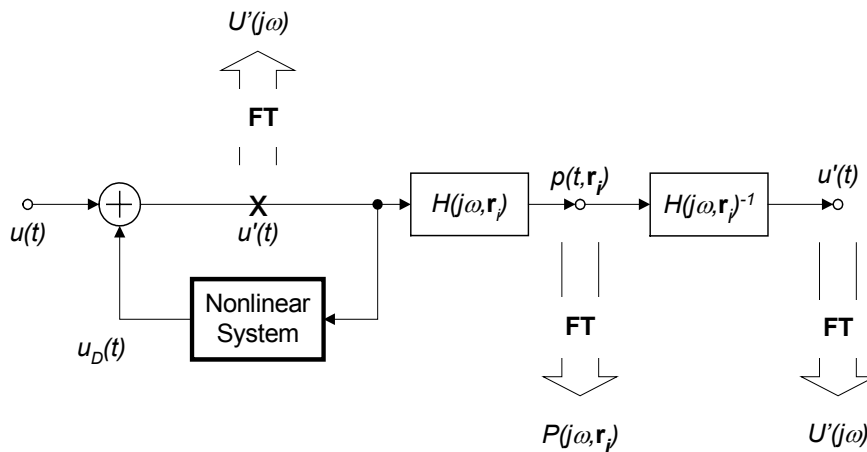 U'(jω)
FT
p(t,r_i)
u'(t)
+
X
H(jω,r_i)
H(jω,r_i)^-1
u(t)
u'(t)
Nonlinear
System
u_D(t)
FT
FT
P(jω,r_i)
U'(jω)